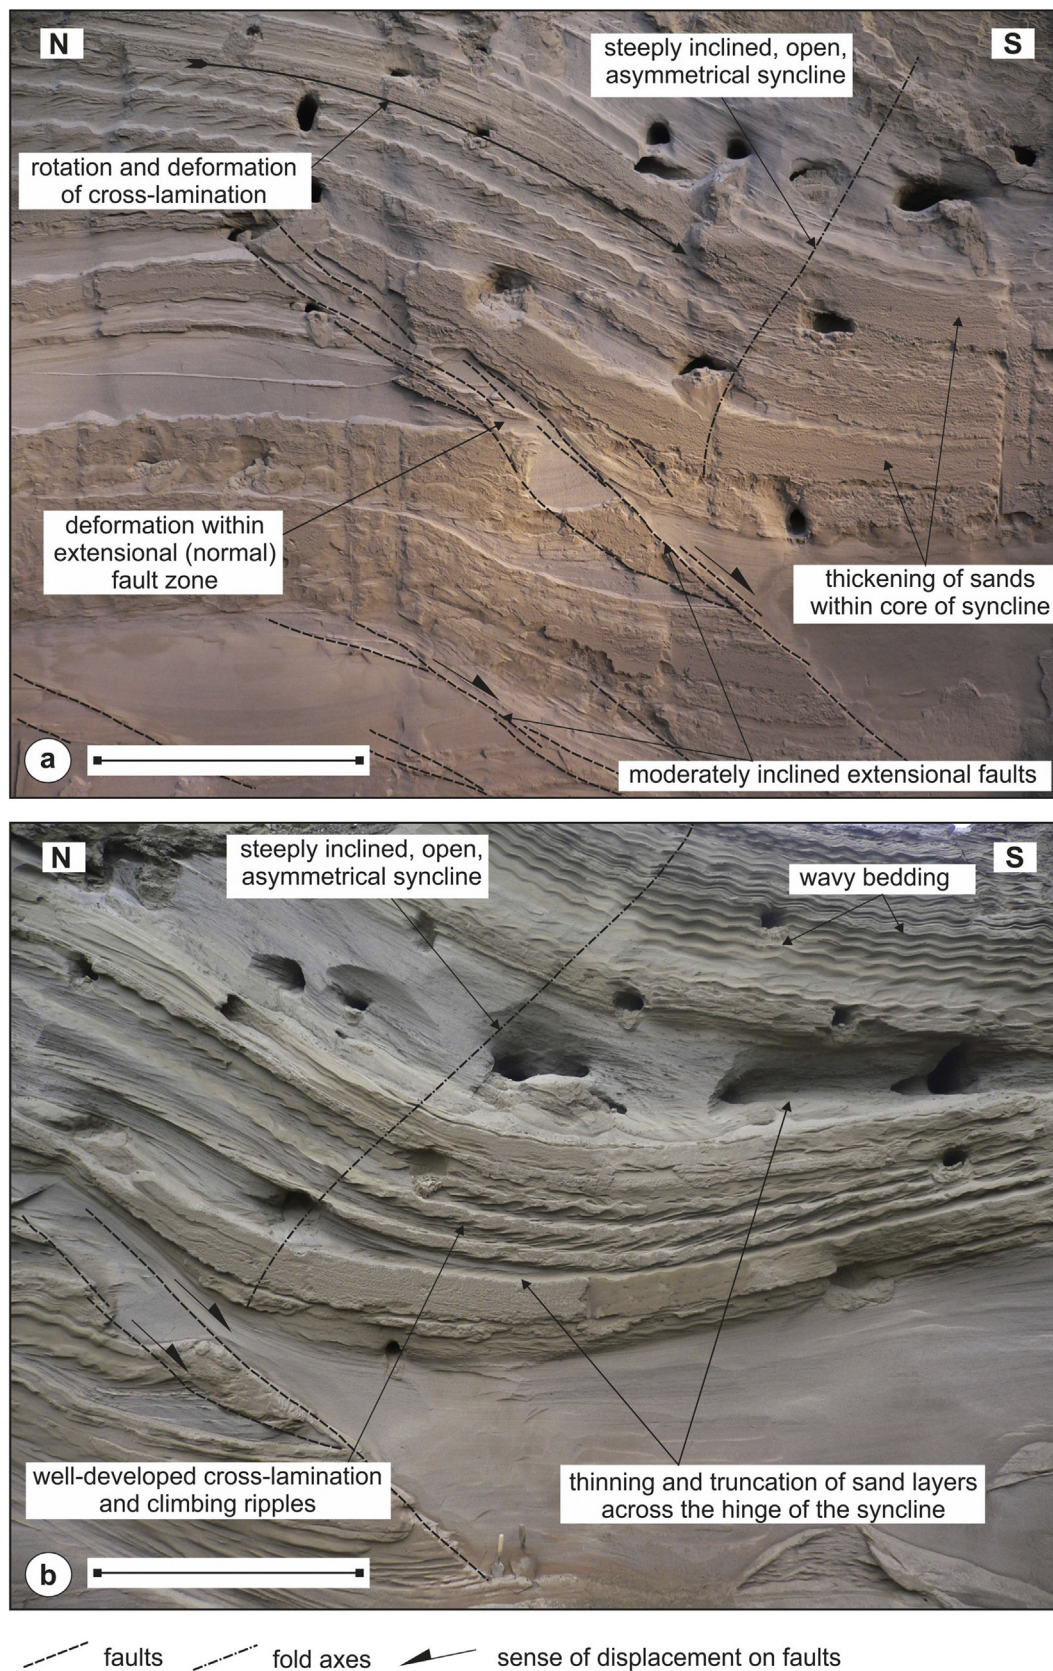 N
S
steeply inclined, open,
asymmetrical syncline
rotation and deformation
of cross-lamination
deformation within
extensional (normal)
fault zone
thickening of sands
within core of syncline
moderately inclined extensional faults
a
N
S
steeply inclined, open,
asymmetrical syncline
wavy bedding
well-developed cross-lamination
and climbing ripples
thinning and truncation of sand layers
across the hinge of the syncline
b
faults
fold axes
sense of displacement on faults